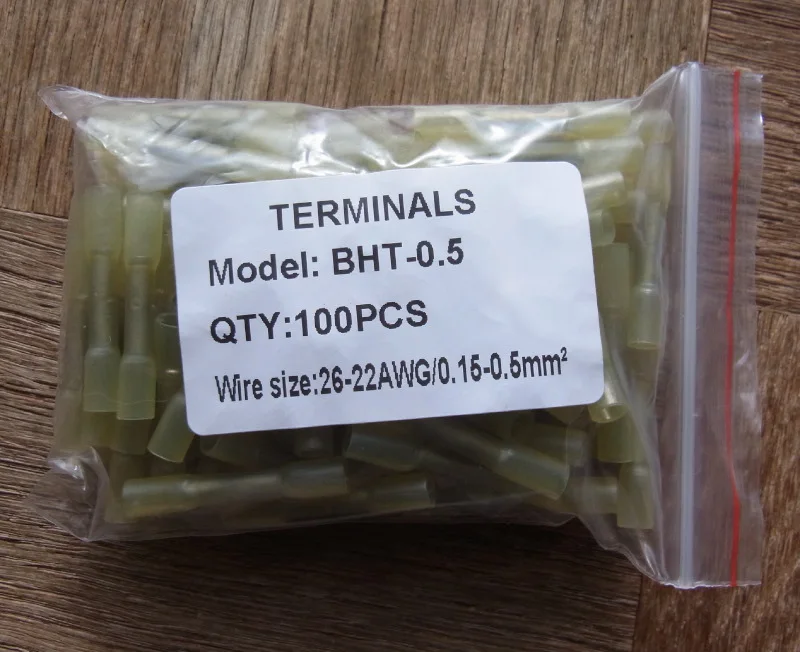 TERMINALS
Model: BHT-0.5
QTY:100PCS
Wire size:26-22AWG/0.15-0.5mm²